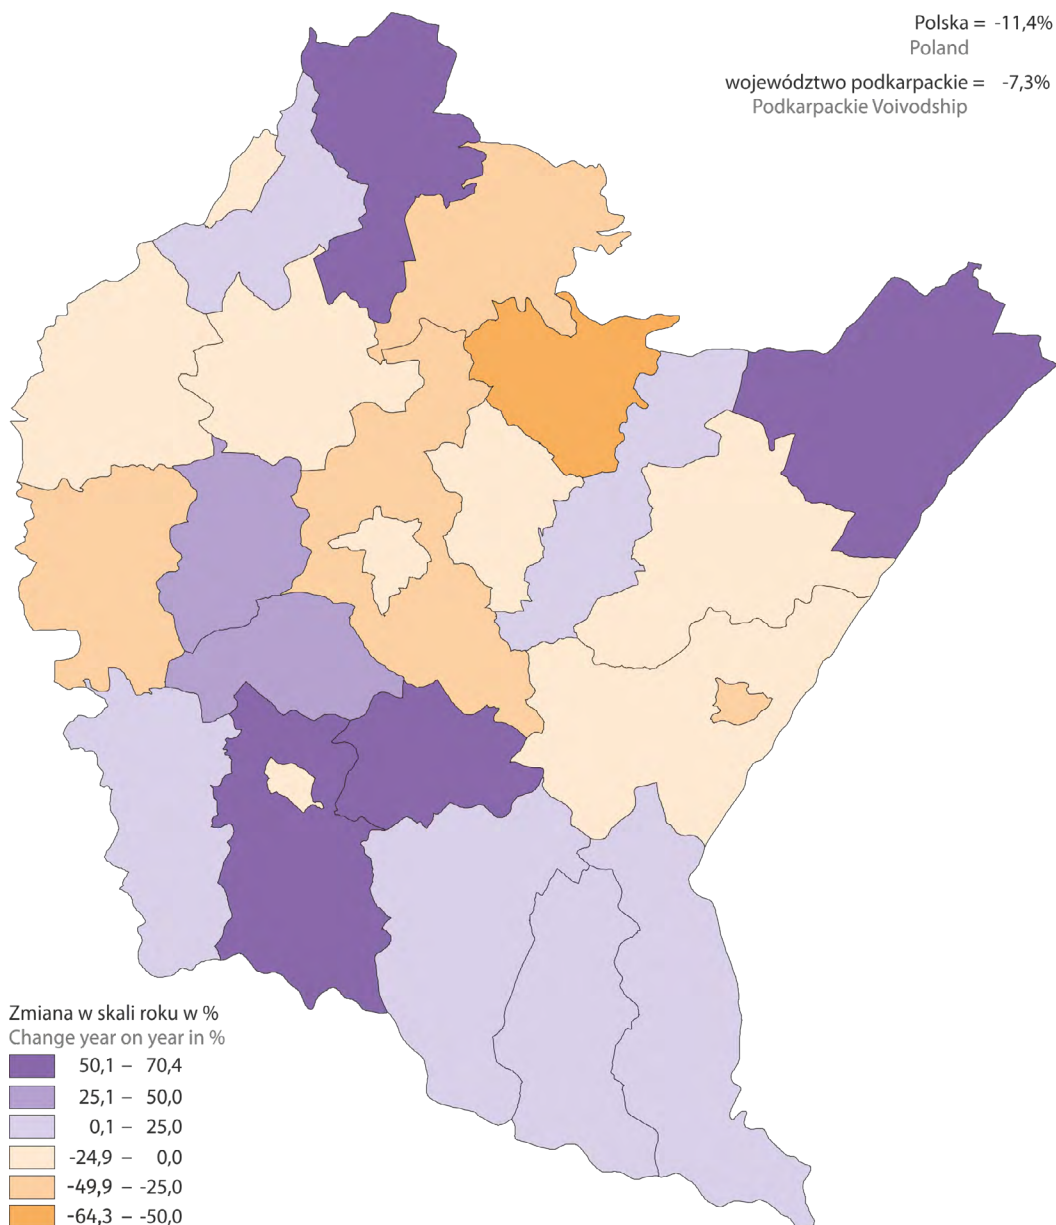 Polska = -11,4%
Poland
województwo podkarpackie = -7,3%
Podkarpackie Voivodship
Zmiana w skali roku w %
Change year on year in %
50,1 – 70,4
25,1 – 50,0
0,1 – 25,0
-24,9 – 0,0
-49,9 – -25,0
-64,3 – -50,0